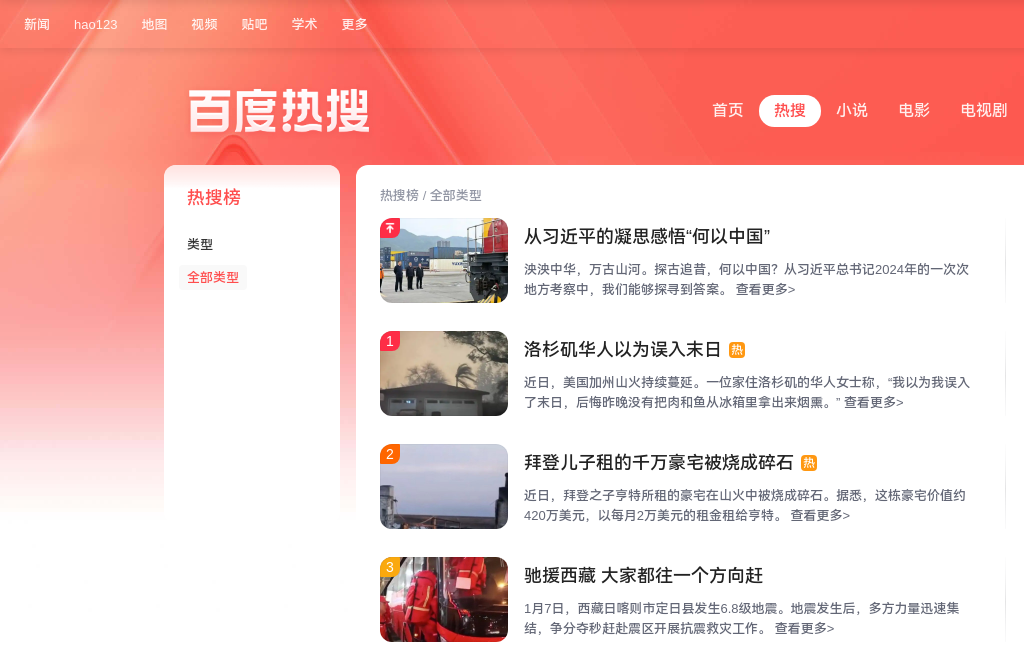 新闻 hao123 地图 视频 贴吧 学术 更多
百度热搜
首页 热搜 小说 电影 电视剧
热搜榜
类型
全部类型
热搜榜 / 全部类型
从习近平的凝思感悟“何以中国”
泱泱中华，万古山河。探古追昔，何以中国？从习近平总书记2024年的一次次
地方考察中，我们能够探寻到答案。 查看更多>
1
洛杉矶华人以为误入末日 热
近日，美国加州山火持续蔓延。一位家住洛杉矶的华人女士称，“我以为我误入
了末日，后悔昨晚没有把肉和鱼从冰箱里拿出来烟熏。” 查看更多>
2
拜登儿子租的千万豪宅被烧成碎石 热
近日，拜登之子亨特所租的豪宅在山火中被烧成碎石。据悉，这栋豪宅价值约
420万美元，以每月2万美元的租金租给亨特。 查看更多>
3
驰援西藏 大家都往一个方向赶
1月7日，西藏日喀则市定日县发生6.8级地震。地震发生后，多方力量迅速集
结，争分夺秒赶赴震区开展抗震救灾工作。 查看更多>